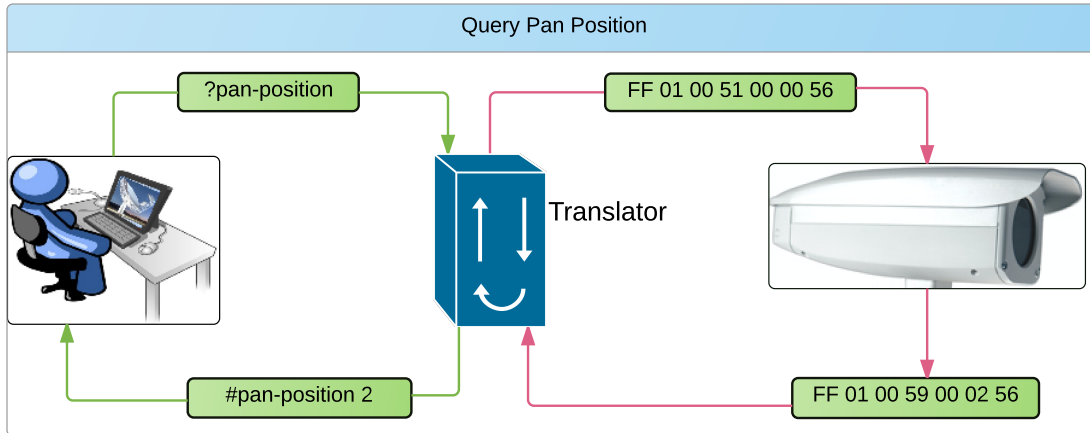 Query Pan Position
?pan-position
FF 01 00 51 00 00 56
Translator
#pan-position 2
FF 01 00 59 00 02 56